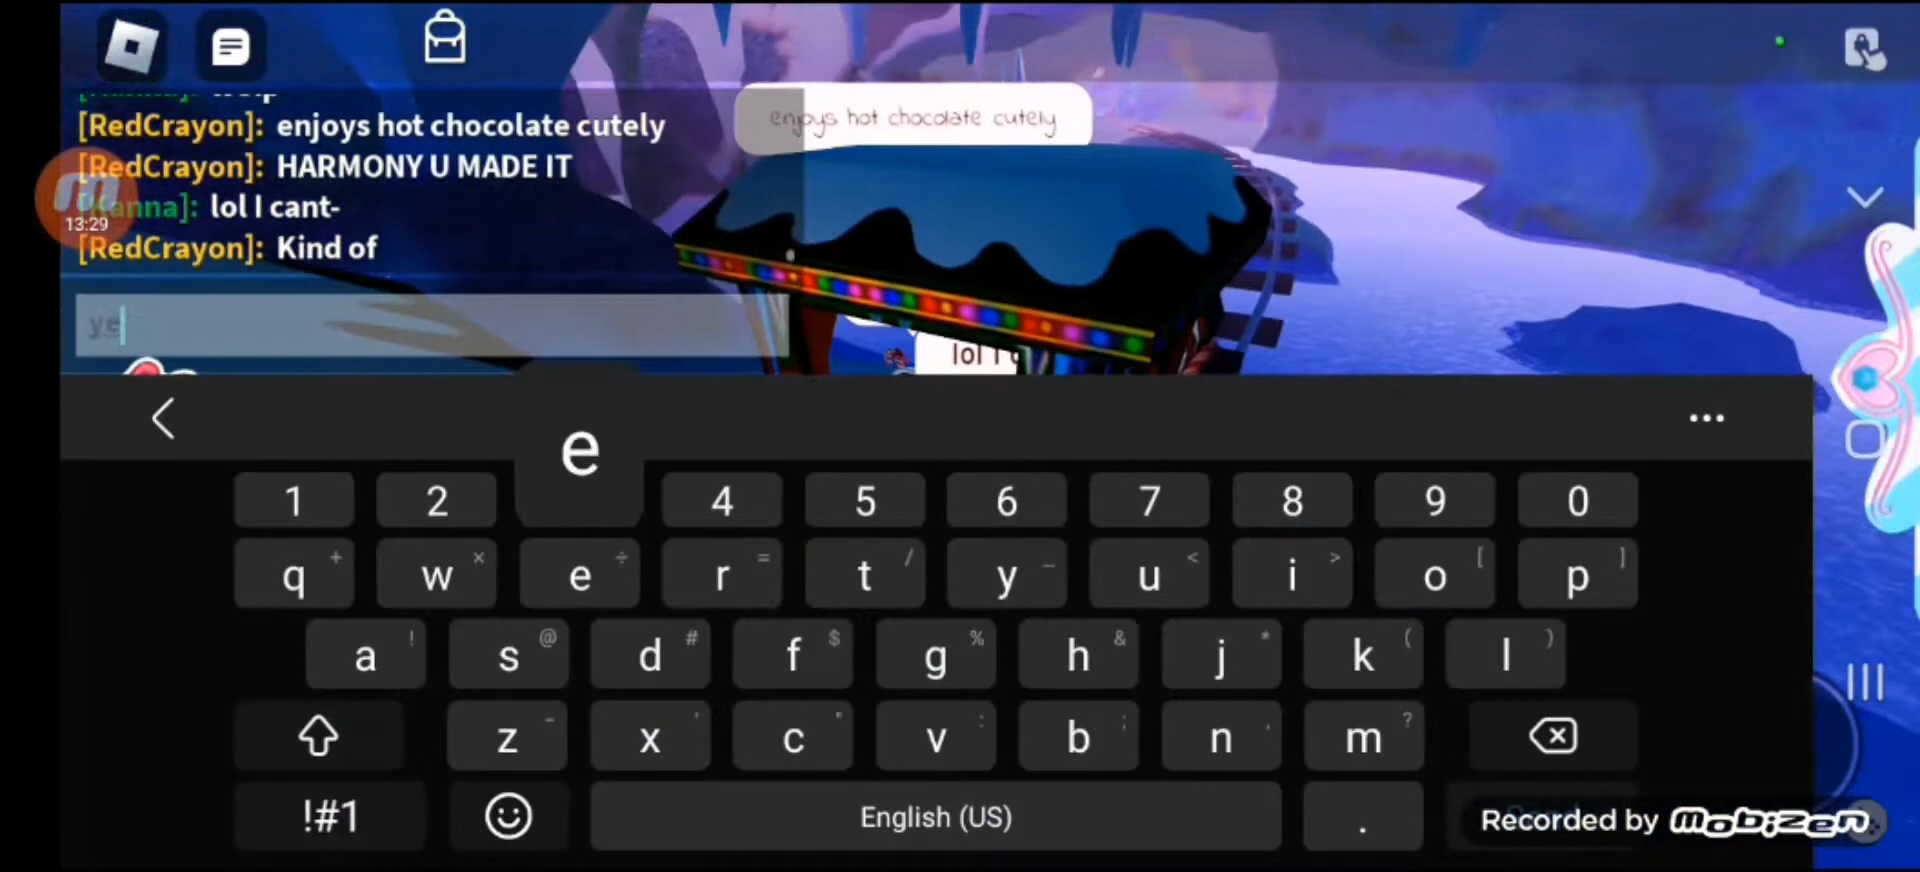 enjoys hot chocolate cutely
[RedCrayon]: enjoys hot chocolate cutely
[RedCrayon]: HARMONY U MADE IT
anna]: lol I cant-
13:29
[RedCrayon]: Kind of
ye
lol I c
e
1 2 4 5 6 7 8 9 0
q + w × e ÷ r = t / y _ u < i > o [ p ]
a ! s @ d # f $ g % h & j * k ( l )
z - x ' c " v : b ; n , m ?
!#1 English (US) .
Recorded by Mobizen